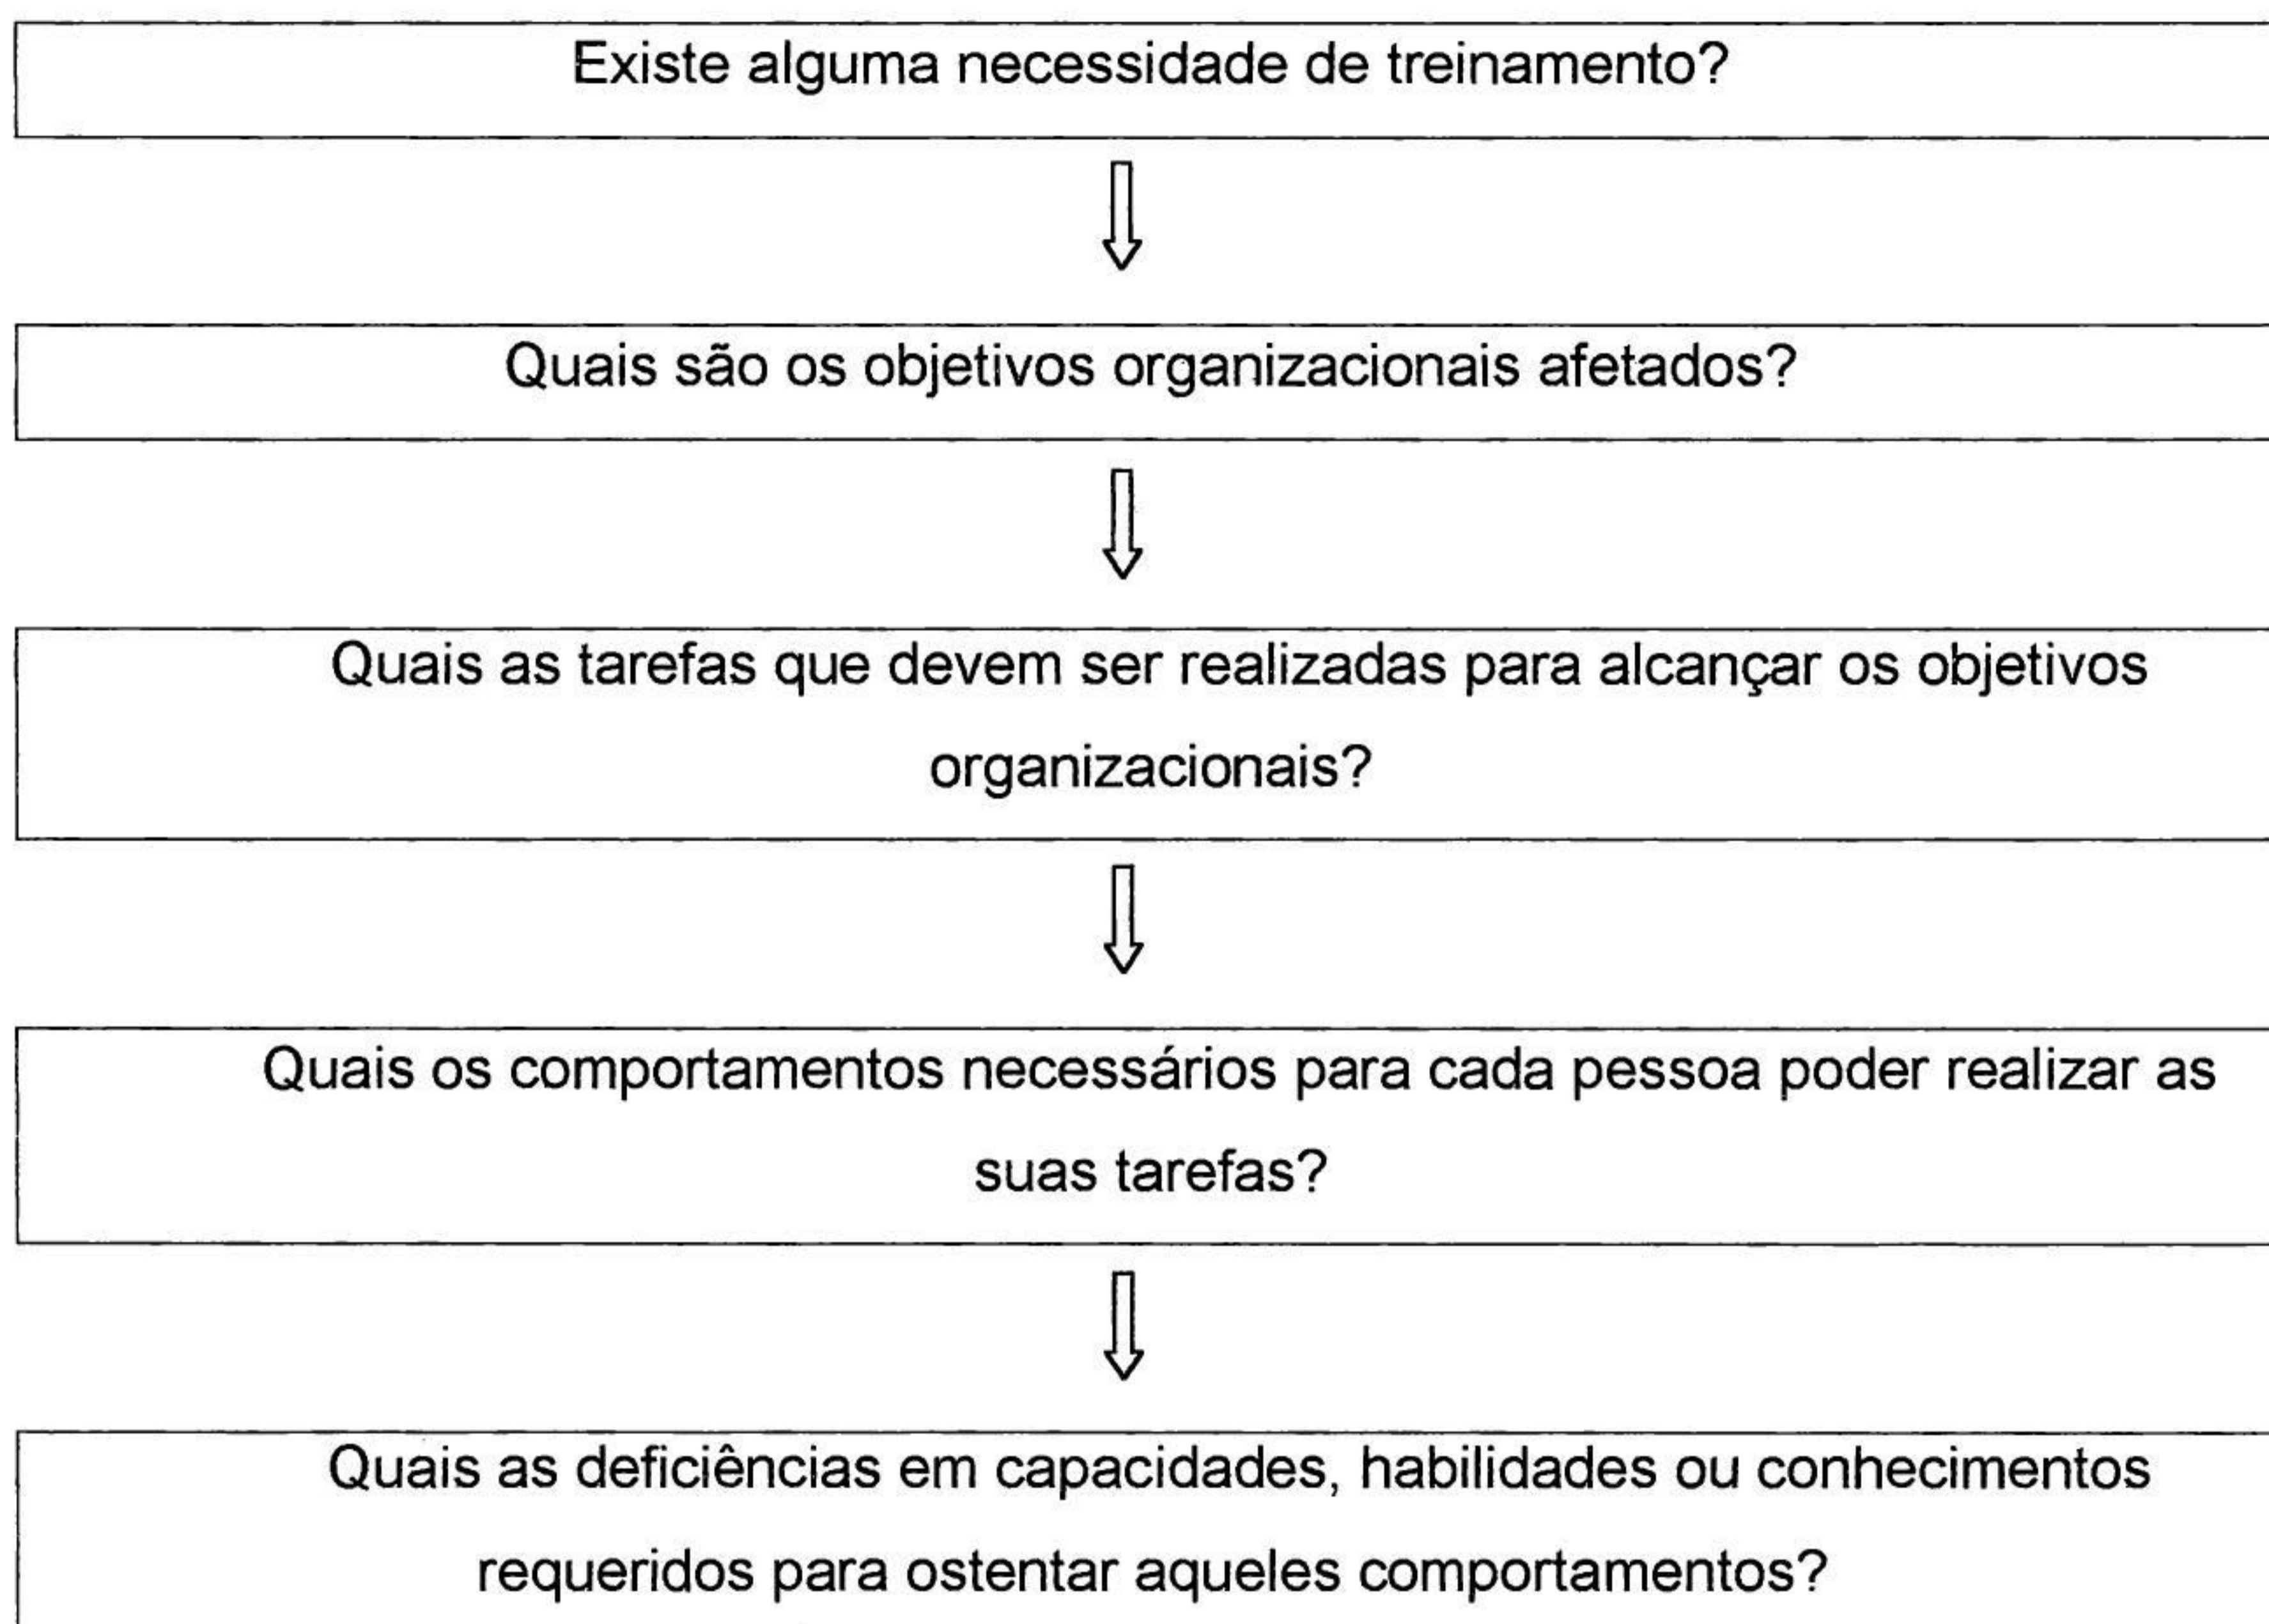 Existe alguma necessidade de treinamento?
Quais são os objetivos organizacionais afetados?
Quais as tarefas que devem ser realizadas para alcançar os objetivos
organizacionais?
Quais os comportamentos necessários para cada pessoa poder realizar as
suas tarefas?
Quais as deficiências em capacidades, habilidades ou conhecimentos
requeridos para ostentar aqueles comportamentos?